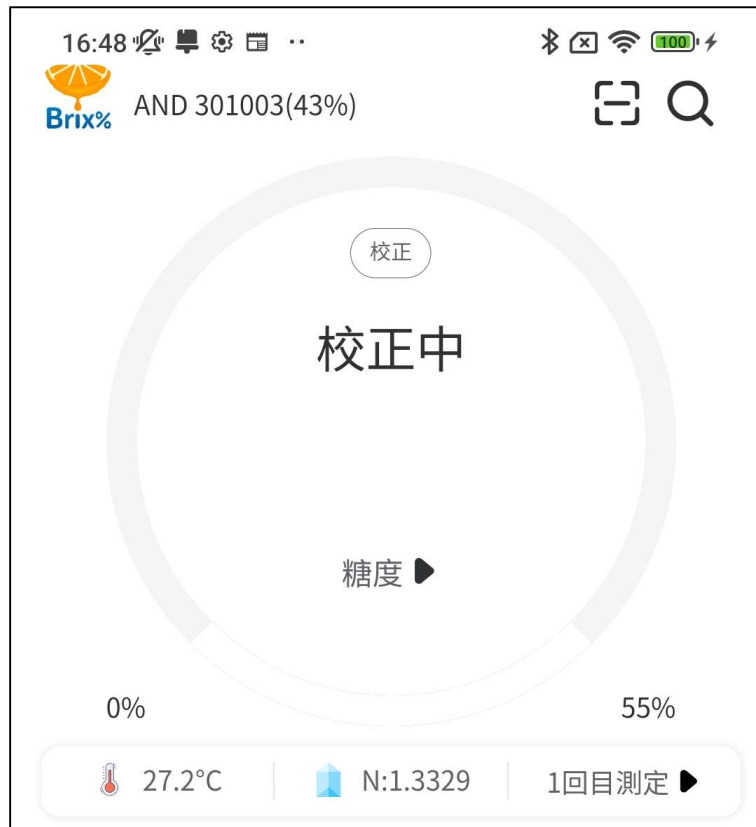 16:48
100
Brix%
AND 301003(43%)
校正
校正中
糖度
0%
55%
27.2°C
N:1.3329
1回目測定